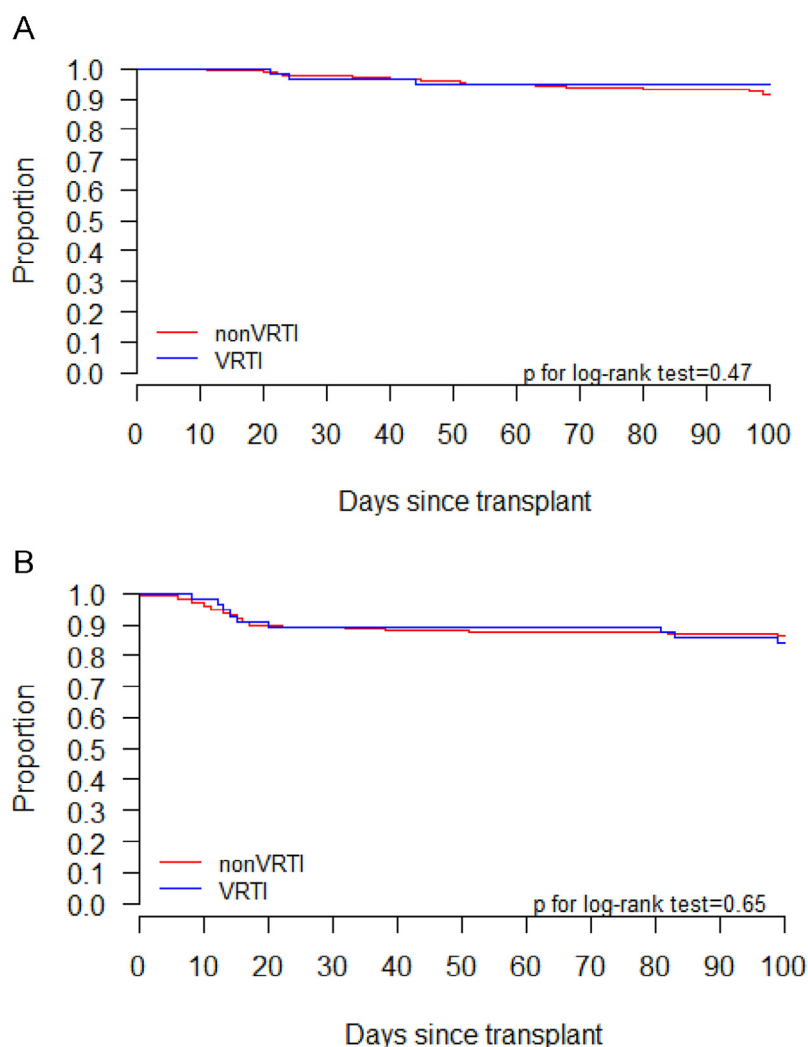 A
1.0
0.9
0.8
0.7
0.6
0.5
0.4
0.3
0.2
0.1
0.0
Proportion
nonVRTI
VRTI
p for log-rank test=0.47
0 10 20 30 40 50 60 70 80 90 100
Days since transplant
B
1.0
0.9
0.8
0.7
0.6
0.5
0.4
0.3
0.2
0.1
0.0
Proportion
nonVRTI
VRTI
p for log-rank test=0.65
0 10 20 30 40 50 60 70 80 90 100
Days since transplant